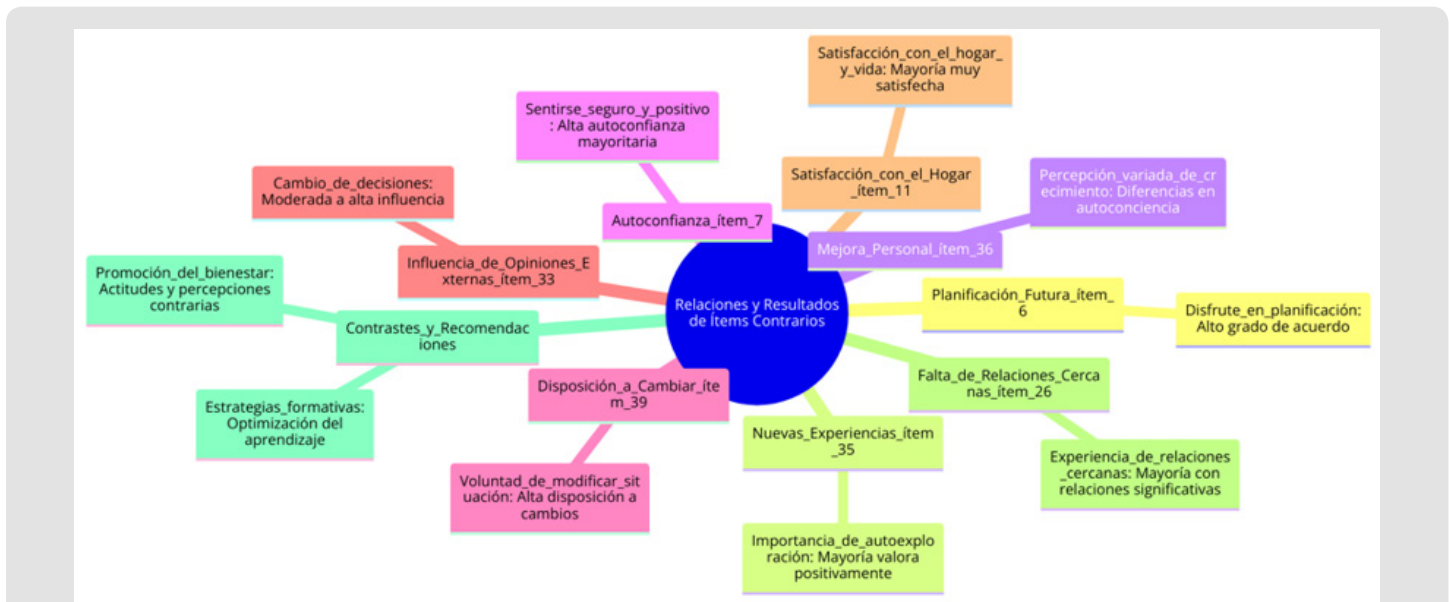 Satisfacción_con_el_hogar_
y_vida: Mayoría muy
satisfecha
Sentirse_seguro_y_positivo
: Alta autoconfianza
mayoritaria
Satisfacción_con_el_Hogar
_ítem_11
Percepción_variada_de_cr
ecimiento: Diferencias en
autoconciencia
Cambio_de_decisiones:
Moderada a alta influencia
Autoconfianza_ítem_7
Mejora_Personal_ítem_36
Influencia_de_Opiniones_E
xternas_ítem_33
Promoción_del_bienestar:
Actitudes y percepciones
contrarias
Relaciones y Resultados
de Ítems Contrarios
Planificación_Futura_ítem_
6
Disfrute_en_planificación:
Alto grado de acuerdo
Contrastes_y_Recomendac
iones
Disposición_a_Cambiar_íte
m_39
Falta_de_Relaciones_Cerca
nas_ítem_26
Estrategias_formativas:
Optimización del
aprendizaje
Nuevas_Experiencias_ítem
_35
Experiencia_de_relaciones
_cercanas: Mayoría con
relaciones significativas
Voluntad_de_modificar_sit
uación: Alta disposición a
cambios
Importancia_de_autoexplo
ración: Mayoría valora
positivamente